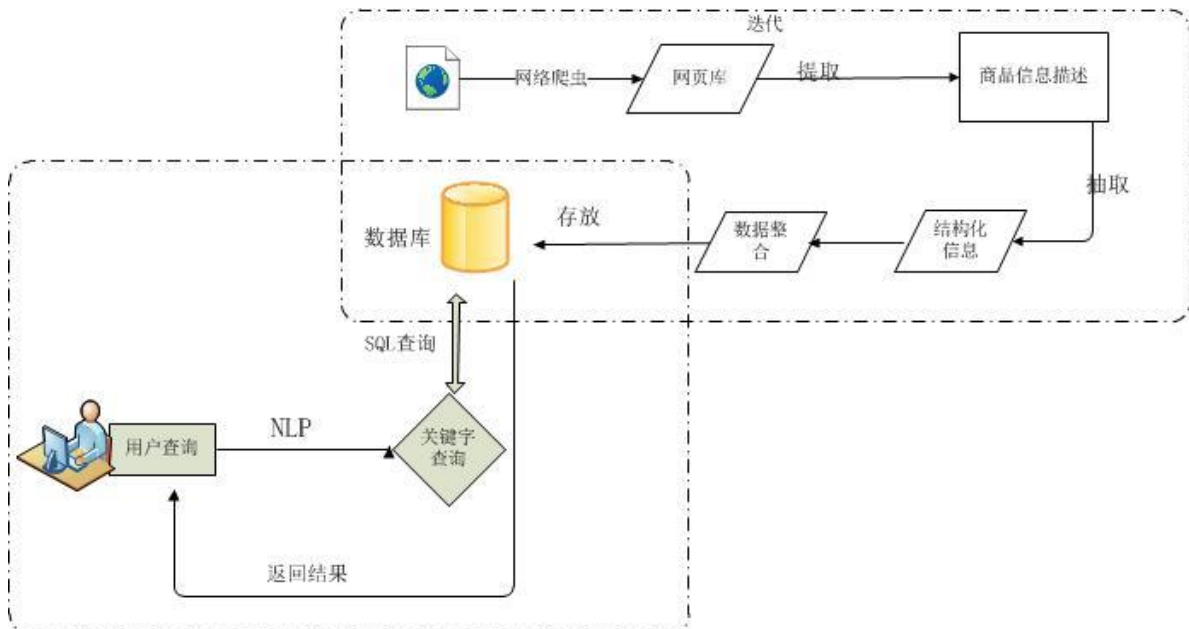 迭代
网络爬虫
网页库
提取
商品信息描述
抽取
结构化
信息
数据整
合
存放
数据库
SQL查询
用户查询
NLP
关键字
查询
返回结果